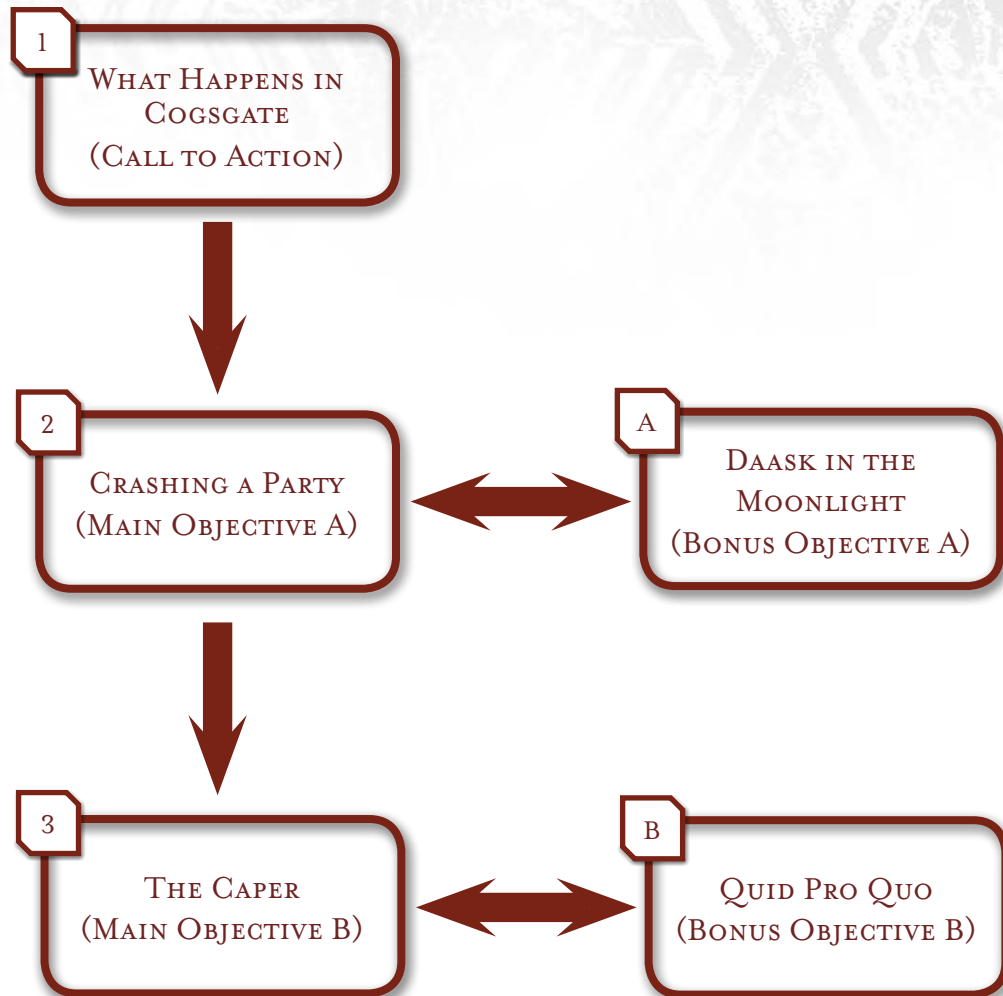 1
What Happens in
Cogsgate
(Call to Action)
2
Crashing a Party
(Main Objective A)
A
Daask in the
Moonlight
(Bonus Objective A)
3
The Caper
(Main Objective B)
B
Quid Pro Quo
(Bonus Objective B)